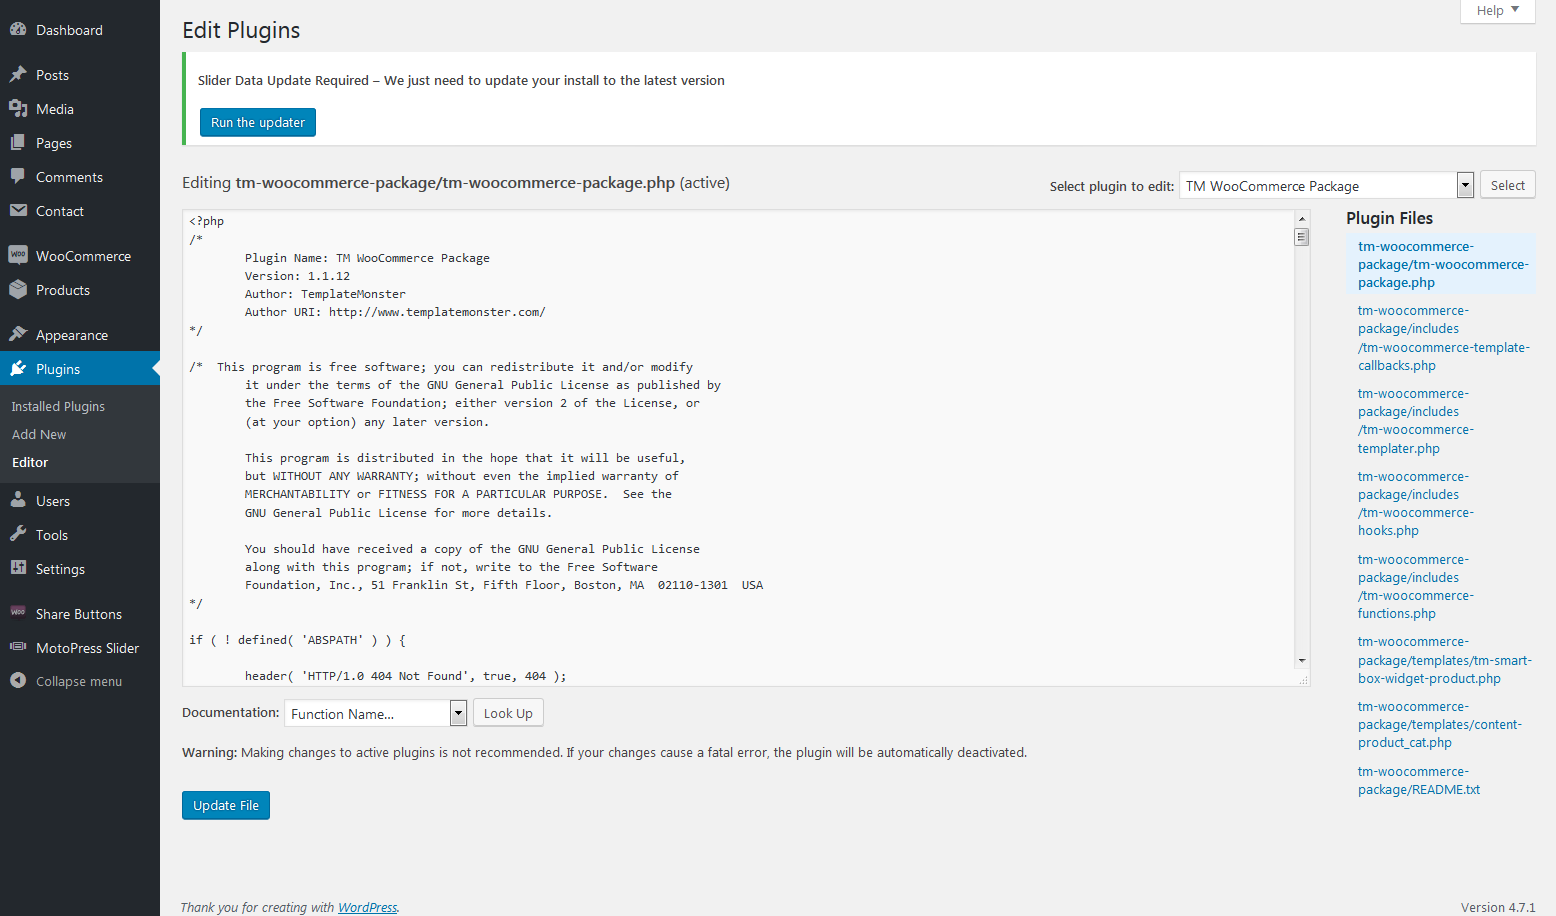 Dashboard
Posts
Media
Pages
Comments
Contact
WOO
WooCommerce
Products
Appearance
Plugins
Installed Plugins
Add New
Editor
Users
Tools
Settings
WOO
Share Buttons
MotoPress Slider
Collapse menu
Help
Edit Plugins
Slider Data Update Required – We just need to update your install to the latest version
Run the updater
Editing tm-woocommerce-package/tm-woocommerce-package.php (active)
Select plugin to edit: TM WooCommerce Package Select
<?php
/*
Plugin Name: TM WooCommerce Package
Version: 1.1.12
Author: TemplateMonster
Author URI: http://www.templatemonster.com/
*/
/*  This program is free software; you can redistribute it and/or modify
it under the terms of the GNU General Public License as published by
the Free Software Foundation; either version 2 of the License, or
(at your option) any later version.
This program is distributed in the hope that it will be useful,
but WITHOUT ANY WARRANTY; without even the implied warranty of
MERCHANTABILITY or FITNESS FOR A PARTICULAR PURPOSE.  See the
GNU General Public License for more details.
You should have received a copy of the GNU General Public License
along with this program; if not, write to the Free Software
Foundation, Inc., 51 Franklin St, Fifth Floor, Boston, MA  02110-1301  USA
*/
if ( ! defined( 'ABSPATH' ) ) {
header( 'HTTP/1.0 404 Not Found', true, 404 );
Plugin Files
tm-woocommerce-
package/tm-woocommerce-
package.php
tm-woocommerce-
package/includes
/tm-woocommerce-template-
callbacks.php
tm-woocommerce-
package/includes
/tm-woocommerce-
templater.php
tm-woocommerce-
package/includes
/tm-woocommerce-
hooks.php
tm-woocommerce-
package/includes
/tm-woocommerce-
functions.php
tm-woocommerce-
package/templates/tm-smart-
box-widget-product.php
tm-woocommerce-
package/templates/content-
product_cat.php
tm-woocommerce-
package/README.txt
Documentation: Function Name... Look Up
Warning: Making changes to active plugins is not recommended. If your changes cause a fatal error, the plugin will be automatically deactivated.
Update File
Thank you for creating with WordPress.
Version 4.7.1